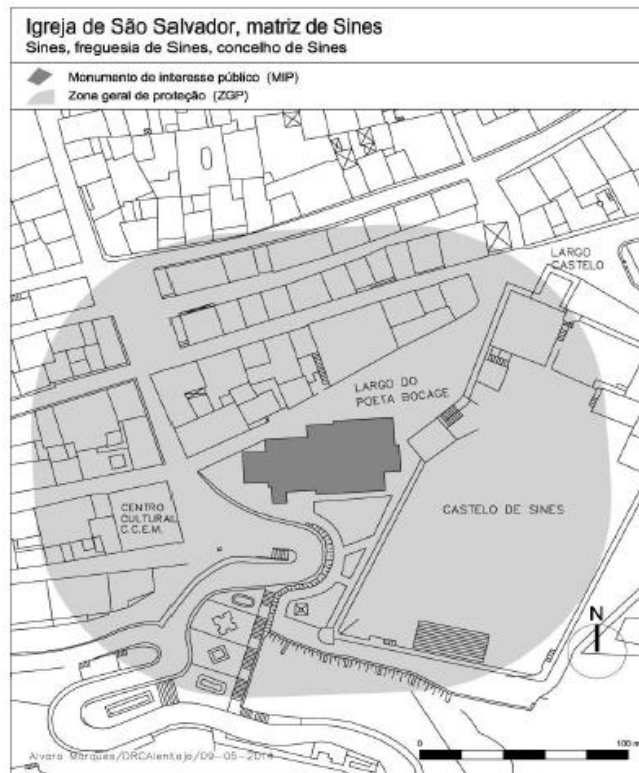 Igreja de São Salvador, matriz de Sines
Sines, freguesia de Sines, concelho de Sines
Monumento de interesse público (MIP)
Zona geral de proteção (ZGP)
LARGO
CASTELO
LARGO DO
POETA BOCAGE
CENTRO
CULTURAL
C.C.E.M.
CASTELO DE SINES
N
Alvaro Marques/DRCAlentejo/09-05-2014
0
100 m